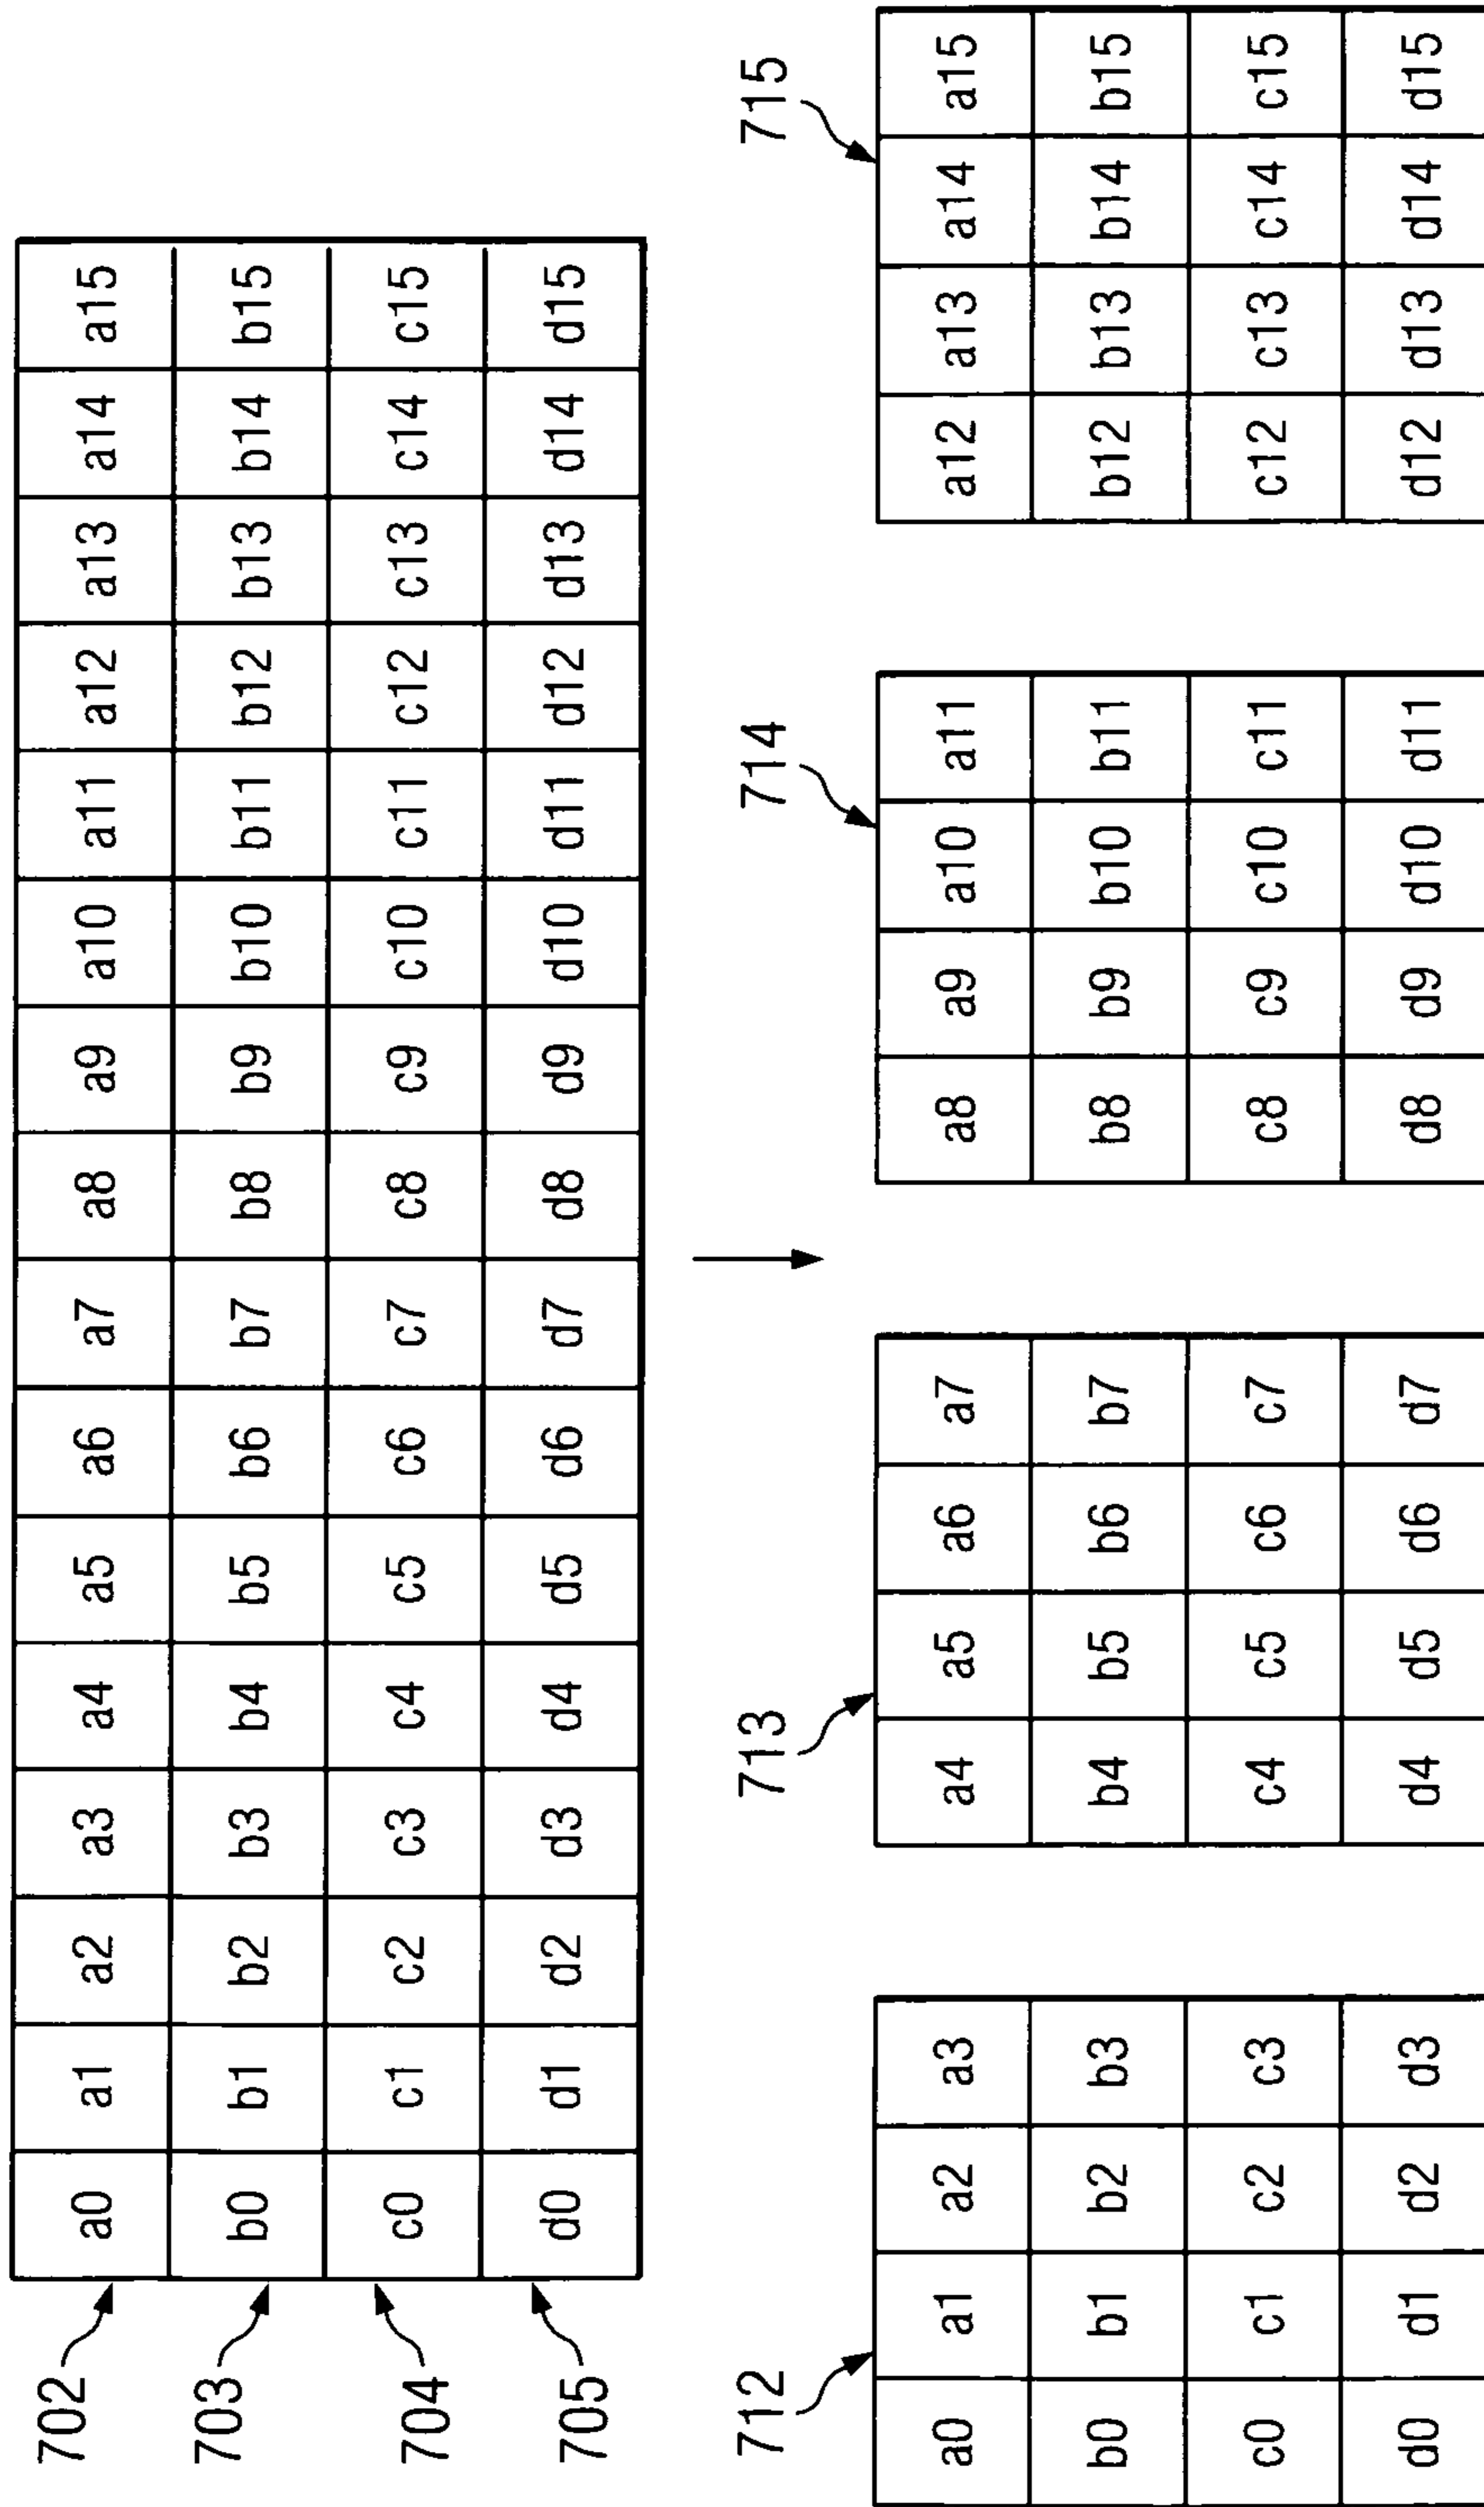 702 a0 a1 a2 a3 a4 a5 a6 a7 a8 a9 a10 a11 a12 a13 a14 a15
703 b0 b1 b2 b3 b4 b5 b6 b7 b8 b9 b10 b11 b12 b13 b14 b15
704 c0 c1 c2 c3 c4 c5 c6 c7 c8 c9 c10 c11 c12 c13 c14 c15
705 d0 d1 d2 d3 d4 d5 d6 d7 d8 d9 d10 d11 d12 d13 d14 d15
712
a0 a1 a2 a3
b0 b1 b2 b3
c0 c1 c2 c3
d0 d1 d2 d3
713
a4 a5 a6 a7
b4 b5 b6 b7
c4 c5 c6 c7
d4 d5 d6 d7
714
a8 a9 a10 a11
b8 b9 b10 b11
c8 c9 c10 c11
d8 d9 d10 d11
715
a12 a13 a14 a15
b12 b13 b14 b15
c12 c13 c14 c15
d12 d13 d14 d15